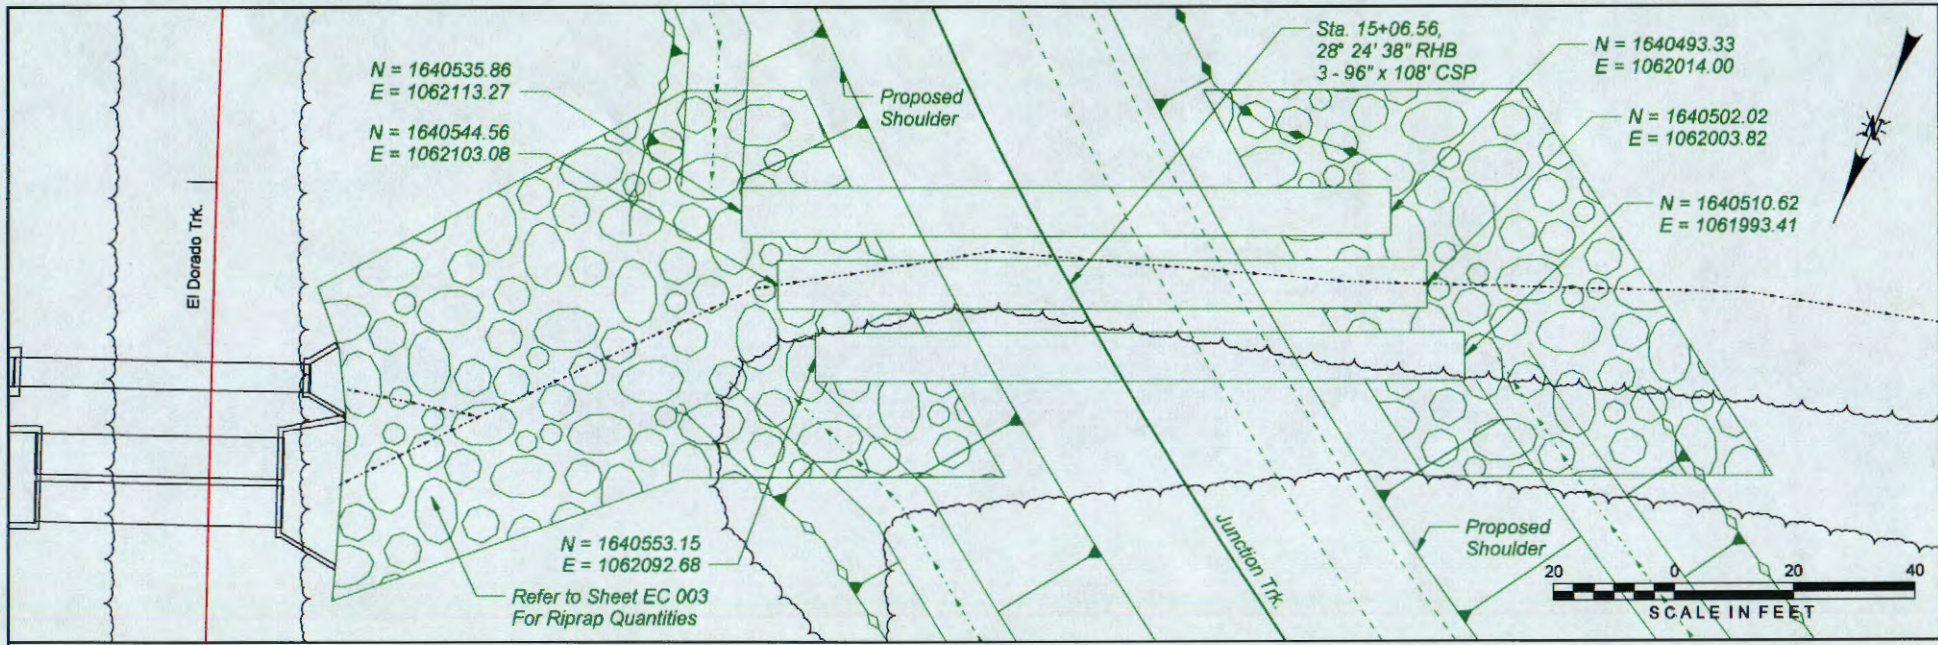 N = 1640535.86
E = 1062113.27
N = 1640544.56
E = 1062103.08
El Dorado Trk.
N = 1640553.15
E = 1062092.68
Refer to Sheet EC 003
For Riprap Quantities
Proposed
Shoulder
Sta. 15+06.56,
28° 24' 38" RHB
3 - 96" x 108' CSP
N = 1640493.33
E = 1062014.00
N = 1640502.02
E = 1062003.82
N = 1640510.62
E = 1061993.41
N
Junction Trk.
Proposed
Shoulder
20 0 20 40
SCALE IN FEET